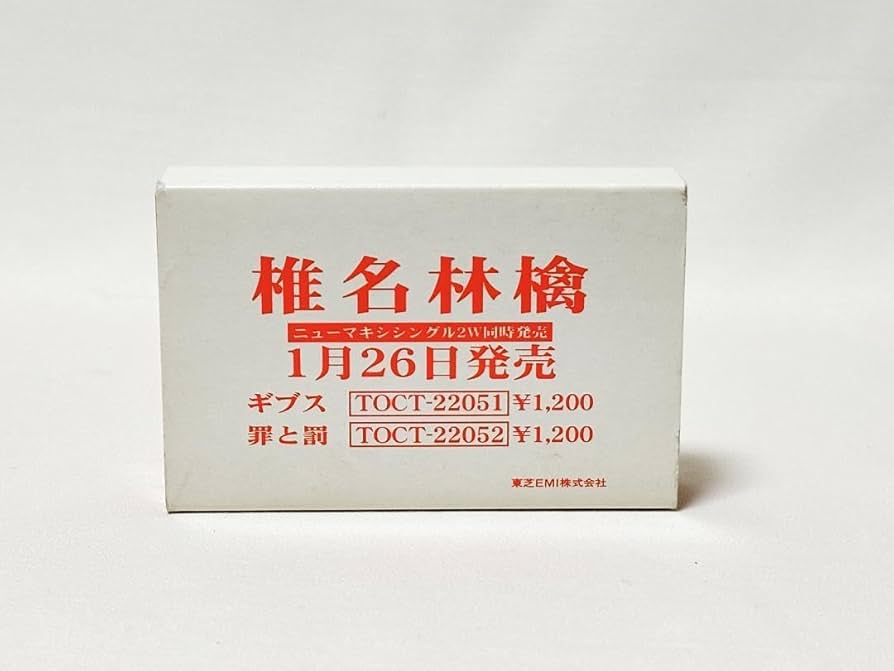 椎名林檎
ニューマキシシングル2W同時発売
1月26日発売
ギブス TOCT-22051 ¥1,200
罪と罰 TOCT-22052 ¥1,200
東芝EMI株式会社